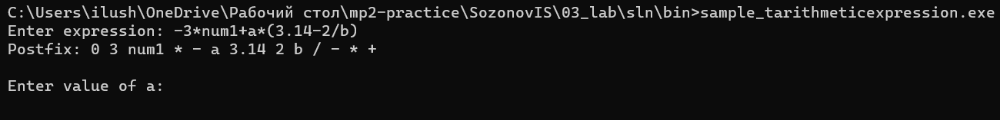 C:\Users\ilush\OneDrive\Рабочий стол\mp2-practice\SozonovIS\03_lab\sln\bin>sample_tarithmeticexpression.exe
Enter expression: -3*num1+a*(3.14-2/b)
Postfix: 0 3 num1 * - a 3.14 2 b / - * +
Enter value of a: